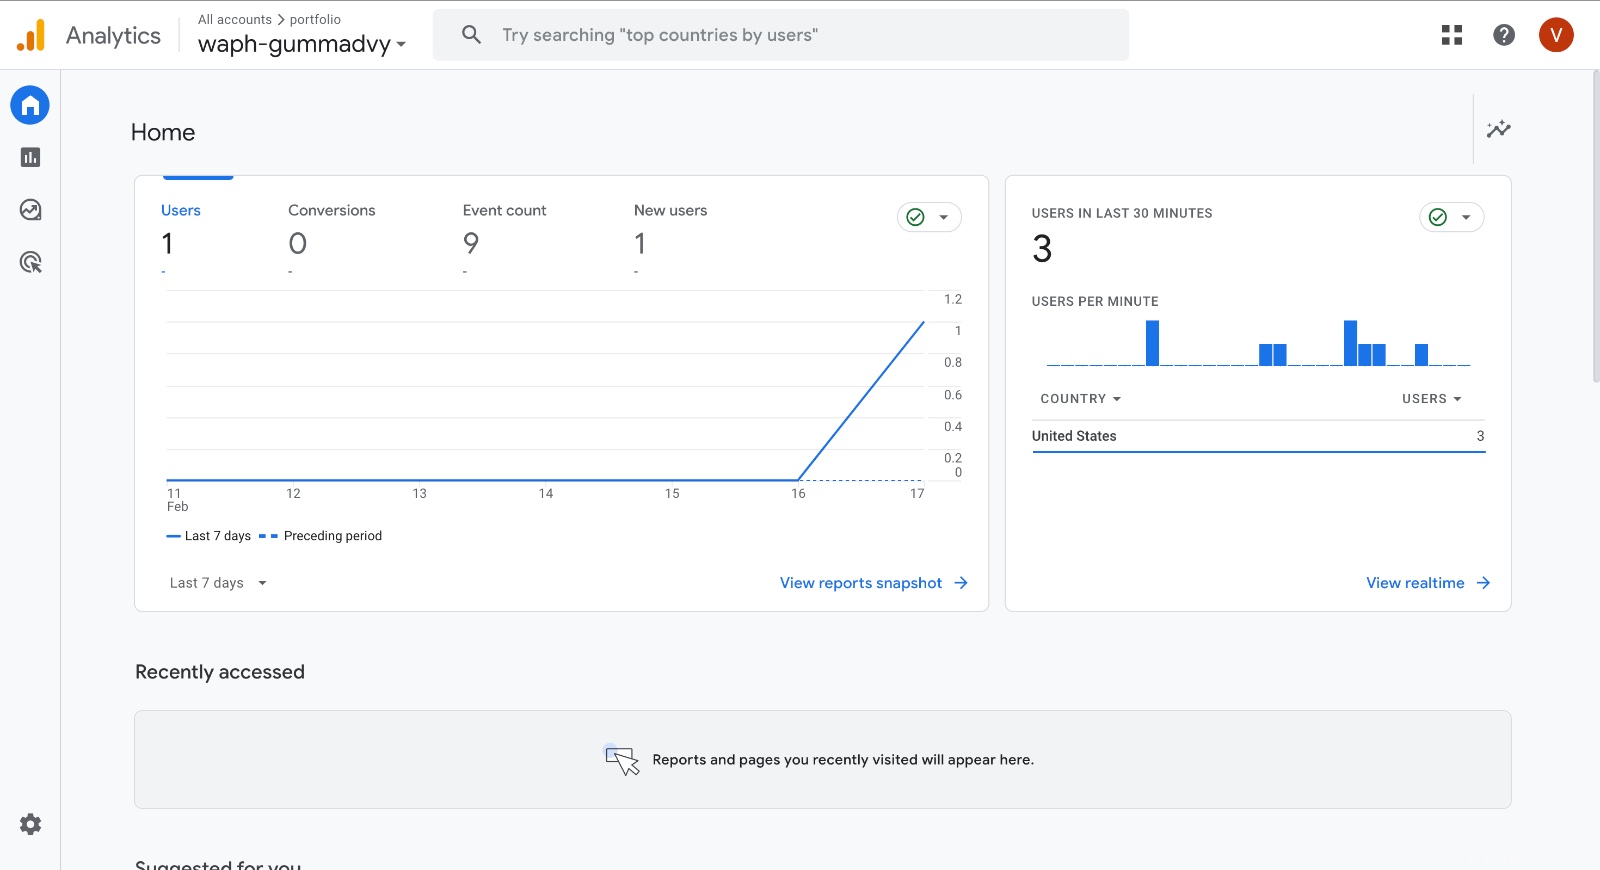 Analytics
All accounts > portfolio
waph-gummadvy
Try searching "top countries by users"
V
Home
Users
1
-
Conversions
0
-
Event count
9
-
New users
1
-
1.2
1
0.8
0.6
0.4
0.2
0
11
Feb
12
13
14
15
16
17
Last 7 days
Preceding period
Last 7 days
View reports snapshot
USERS IN LAST 30 MINUTES
3
USERS PER MINUTE
COUNTRY
USERS
United States
3
View realtime
Recently accessed
Reports and pages you recently visited will appear here.
Suggested for you